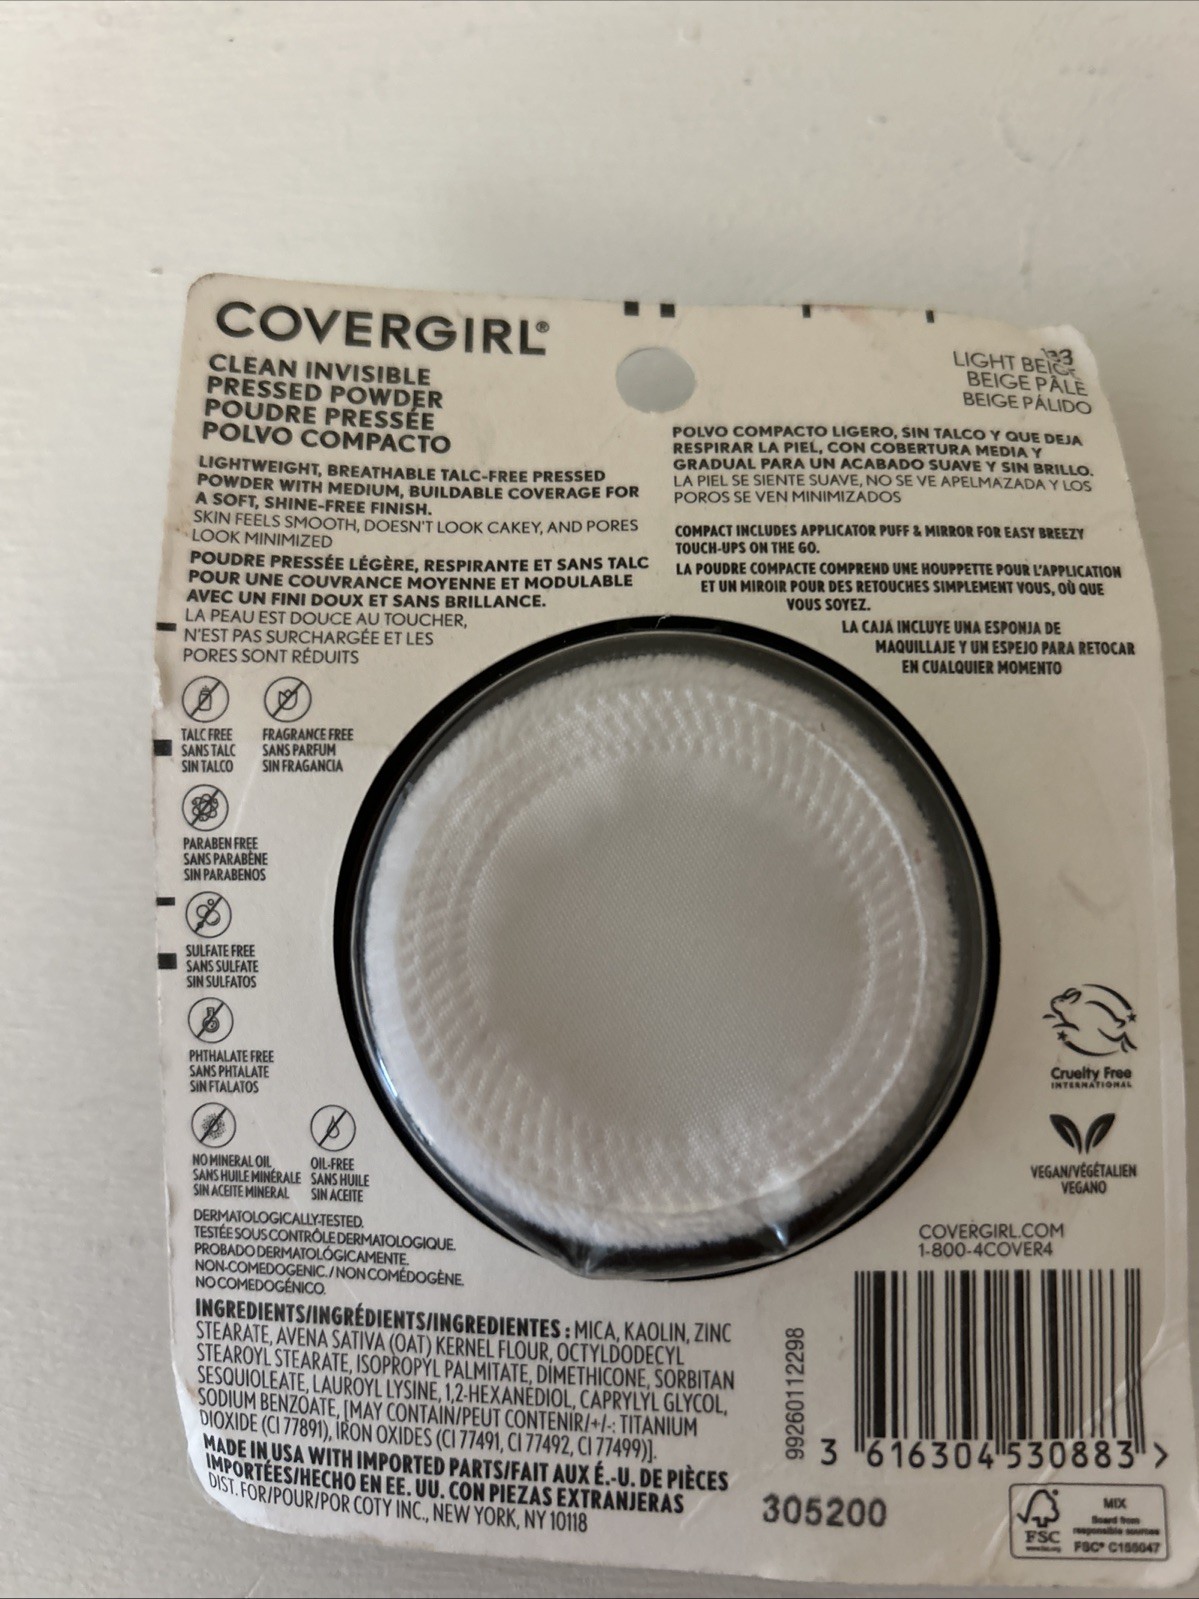 COVERGIRL®
CLEAN INVISIBLE
PRESSED POWDER
POUDRE PRESSÉE
POLVO COMPACTO
LIGHTWEIGHT, BREATHABLE TALC-FREE PRESSED
POWDER WITH MEDIUM, BUILDABLE COVERAGE FOR
A SOFT, SHINE-FREE FINISH.
SKIN FEELS SMOOTH, DOESN'T LOOK CAKEY, AND PORES
LOOK MINIMIZED
POUDRE PRESSÉE LÉGÈRE, RESPIRANTE ET SANS TALC
POUR UNE COUVRANCE MOYENNE ET MODULABLE
AVEC UN FINI DOUX ET SANS BRILLANCE.
LA PEAU EST DOUCE AU TOUCHER,
N'EST PAS SURCHARGÉE ET LES
PORES SONT RÉDUITS
LIGHT BEIGE
BEIGE PÂLE
BEIGE PÁLIDO
POLVO COMPACTO LIGERO, SIN TALCO Y QUE DEJA
RESPIRAR LA PIEL, CON COBERTURA MEDIA Y
GRADUAL PARA UN ACABADO SUAVE Y SIN BRILLO.
LA PIEL SE SIENTE SUAVE, NO SE VE APELMAZADA Y LOS
POROS SE VEN MINIMIZADOS
COMPACT INCLUDES APPLICATOR PUFF & MIRROR FOR EASY BREEZY
TOUCH-UPS ON THE GO.
LA POUDRE COMPACTE COMPREND UNE HOUPPETTE POUR L'APPLICATION
ET UN MIROIR POUR DES RETOUCHES SIMPLEMENT VOUS, OÙ QUE
VOUS SOYEZ.
LA CAJA INCLUYE UNA ESPONJA DE
MAQUILLAJE Y UN ESPEJO PARA RETOCAR
EN CUALQUIER MOMENTO
TALC FREE
SANS TALC
SIN TALCO
FRAGRANCE FREE
SANS PARFUM
SIN FRAGANCIA
PARABEN FREE
SANS PARABÈNE
SIN PARABENOS
SULFATE FREE
SANS SULFATE
SIN SULFATOS
PHTHALATE FREE
SANS PHTALATE
SIN FTALATOS
NO MINERAL OIL
SANS HUILE MINÉRALE
SIN ACEITE MINERAL
OIL-FREE
SANS HUILE
SIN ACEITE
DERMATOLOGICALLY-TESTED.
TESTÉE SOUS CONTRÔLE DERMATOLOGIQUE.
PROBADO DERMATOLÓGICAMENTE.
NON-COMEDOGENIC. / NON COMÉDOGÈNE.
NO COMEDOGÉNICO.
Cruelty Free
INTERNATIONAL
VEGAN/VÉGÉTALIEN
VEGANO
COVERGIRL.COM
1-800-4COVER4
INGREDIENTS/INGRÉDIENTS/INGREDIENTES : MICA, KAOLIN, ZINC
STEARATE, AVENA SATIVA (OAT) KERNEL FLOUR, OCTYLDODECYL
STEAROYL STEARATE, ISOPROPYL PALMITATE, DIMETHICONE, SORBITAN
SESQUIOLEATE, LAUROYL LYSINE, 1,2-HEXANEDIOL, CAPRYLYL GLYCOL,
SODIUM BENZOATE, [MAY CONTAIN/PEUT CONTENIR/+/-: TITANIUM
DIOXIDE (CI 77891), IRON OXIDES (CI 77491, CI 77492, CI 77499)].
MADE IN USA WITH IMPORTED PARTS/FAIT AUX É.-U. DE PIÈCES
IMPORTÉES/HECHO EN EE. UU. CON PIEZAS EXTRANJERAS
DIST. FOR/POUR/POR COTY INC., NEW YORK, NY 10118
99260112298
3 616304 530883 >
305200
FSC
MIX
Board from
responsible sources
FSC® C155047